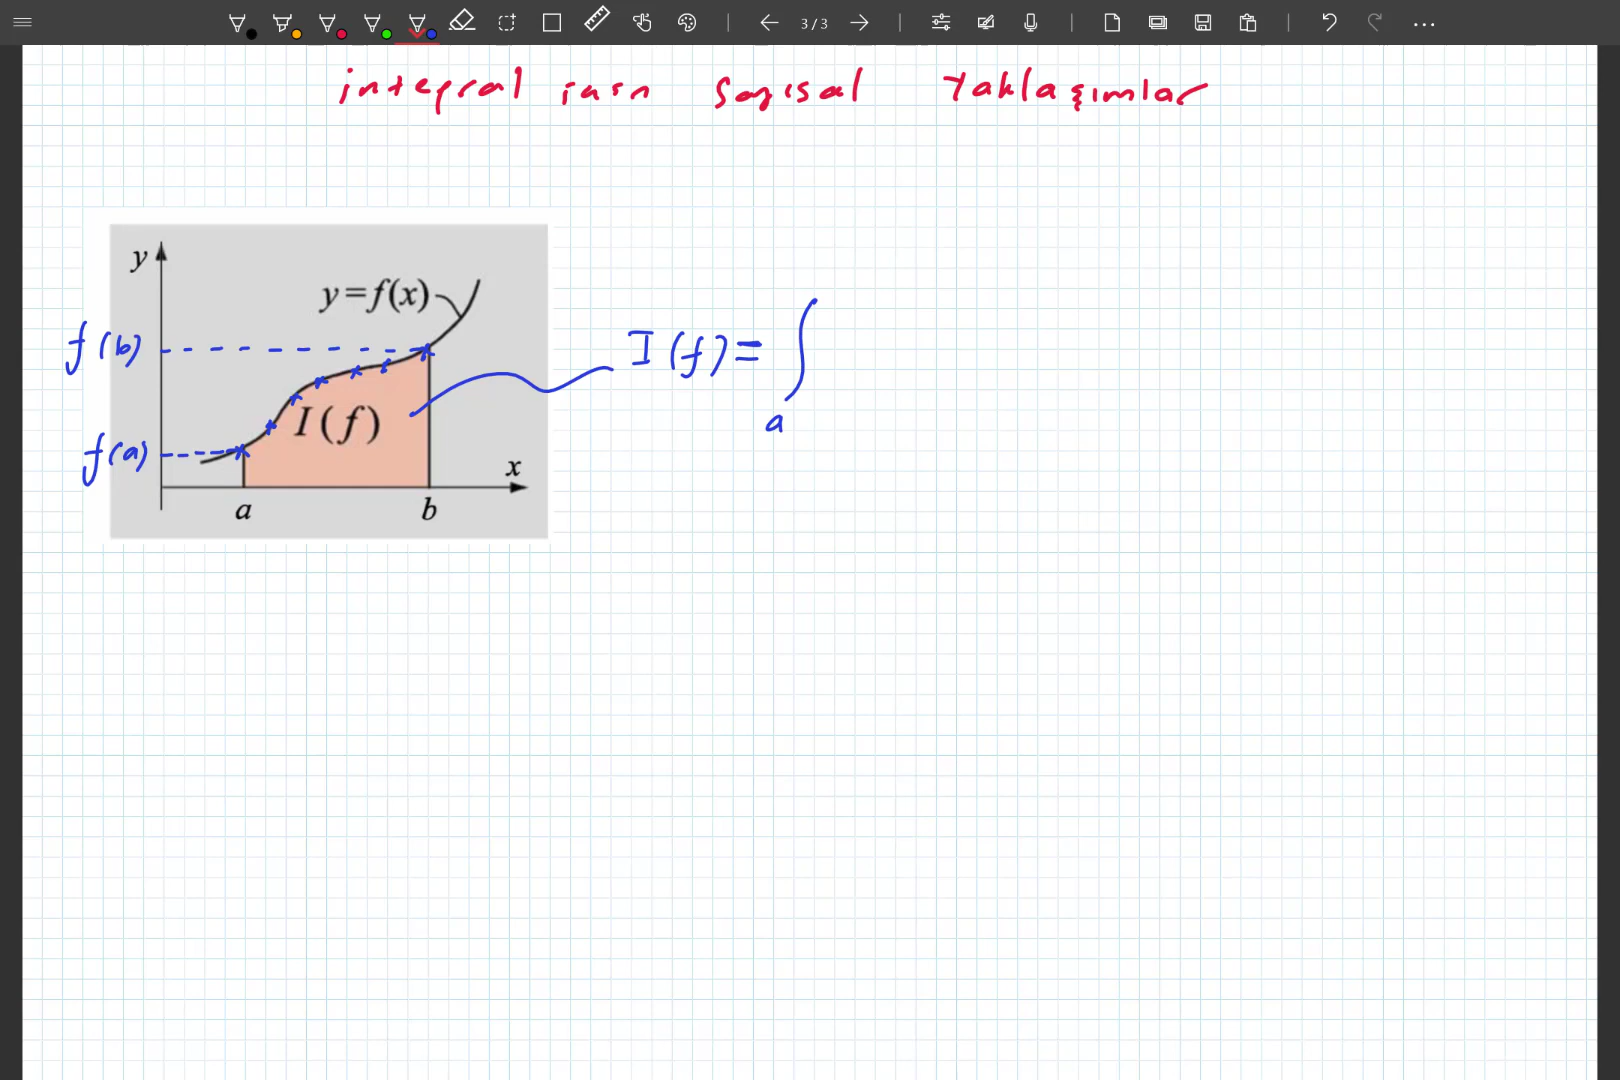 3/3
integral için Sayısal Yaklaşımlar
y
y=f(x)
f(b)
I(f)= ∫
a
I(f)
f(a)
x
a b